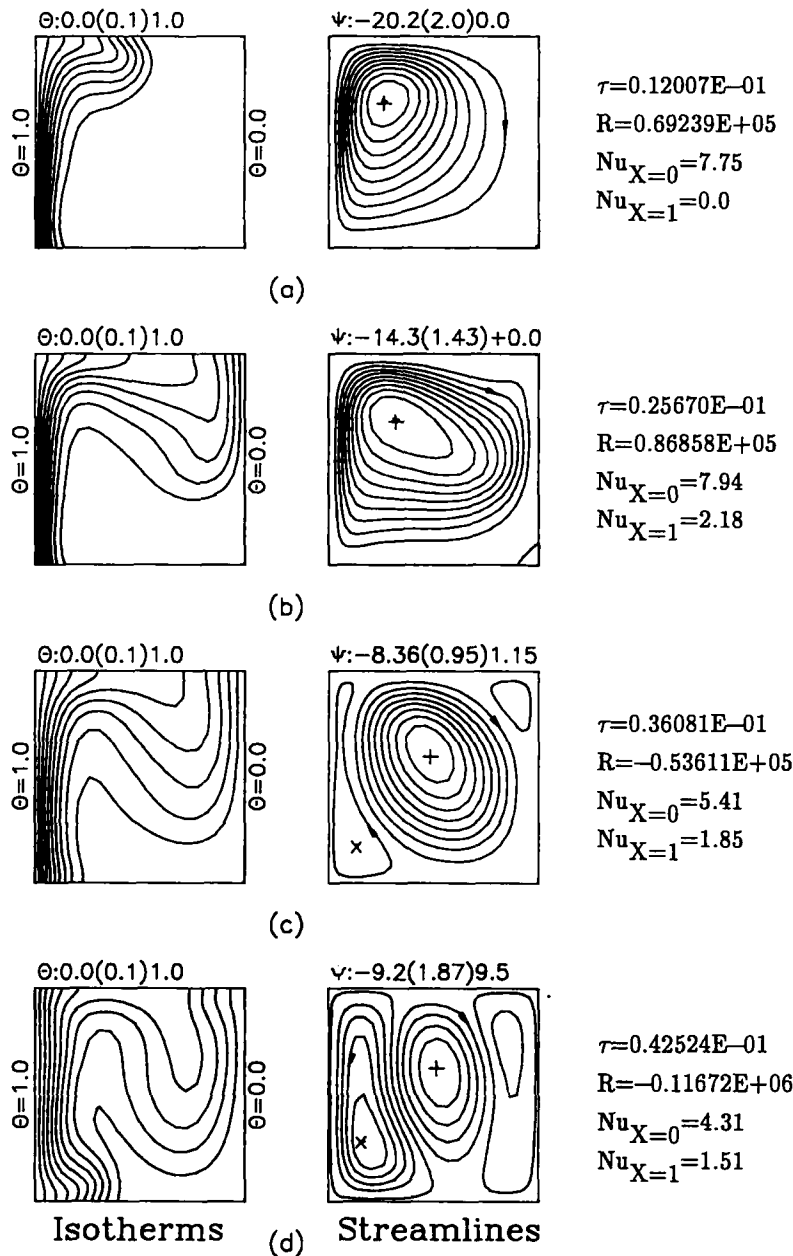 Θ:0.0(0.1)1.0
Ψ:−20.2(2.0)0.0
Θ=1.0
Θ=0.0
τ=0.12007E−01
R=0.69239E+05
Nu_X=0=7.75
Nu_X=1=0.0
(a)
Θ:0.0(0.1)1.0
Ψ:−14.3(1.43)+0.0
Θ=1.0
Θ=0.0
τ=0.25670E−01
R=0.86858E+05
Nu_X=0=7.94
Nu_X=1=2.18
(b)
Θ:0.0(0.1)1.0
Ψ:−8.36(0.95)1.15
Θ=1.0
Θ=0.0
τ=0.36081E−01
R=−0.53611E+05
Nu_X=0=5.41
Nu_X=1=1.85
(c)
Θ:0.0(0.1)1.0
Ψ:−9.2(1.87)9.5
Θ=1.0
Θ=0.0
τ=0.42524E−01
R=−0.11672E+06
Nu_X=0=4.31
Nu_X=1=1.51
Isotherms
Streamlines
(d)